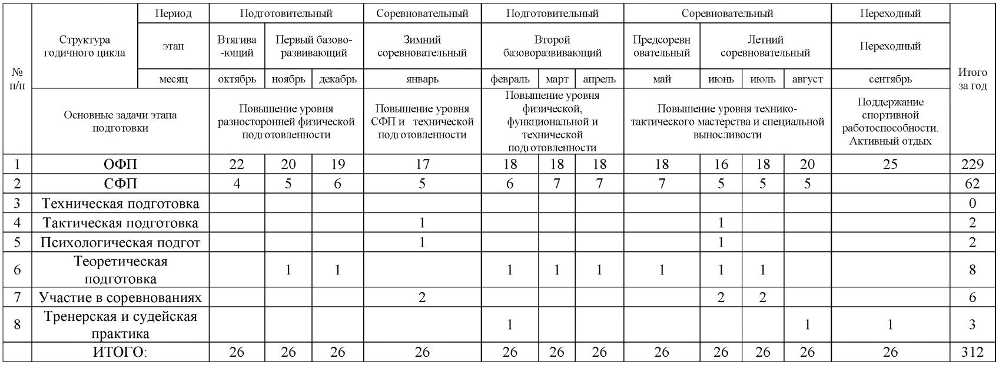 № п/п
Структура годичного цикла
Период
Подготовительный
Соревновательный
Подготовительный
Соревновательный
Переходный
Итого за год
этап
Втягива -ющий
Первый базово- развивающий
Зимний соревновательный
Второй базоворазвивающий
Предсоревн овательный
Летний соревновательный
Переходный
месяц
октябрь
ноябрь
декабрь
январь
февраль
март
апрель
май
июнь
июль
август
сентябрь
Основные задачи этапа подготовки
Повышение уровня разносторонней физической подготовленности
Повышение уровня СФП и технической подготовленности
Повышение уровня физической, функциональной и технической подготовленности
Повышение уровня технико- тактического мастерства и специальной выносливости
Поддержание спортивной работоспособности. Активный отдых
1 ОФП 22 20 19 17 18 18 18 18 16 18 20 25 229
2 СФП 4 5 6 5 6 7 7 7 5 5 5 62
3 Техническая подготовка 0
4 Тактическая подготовка 1 1 2
5 Психологическая подгот 1 1 2
6 Теоретическая подготовка 1 1 1 1 1 1 1 1 8
7 Участие в соревнованиях 2 2 2 6
8 Тренерская и судейская практика 1 1 1 3
ИТОГО: 26 26 26 26 26 26 26 26 26 26 26 26 312